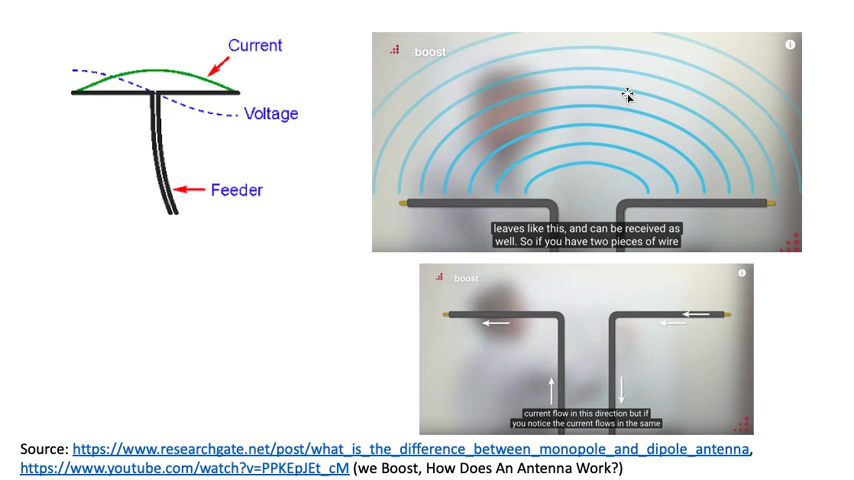 Current
Voltage
Feeder
boost
leaves like this, and can be received as
well. So if you have two pieces of wire
boost
current flow in this direction but if
you notice the current flows in the same
Source: https://www.researchgate.net/post/what_is_the_difference_between_monopole_and_dipole_antenna,
https://www.youtube.com/watch?v=PPKEpJEt_cM (we Boost, How Does An Antenna Work?)